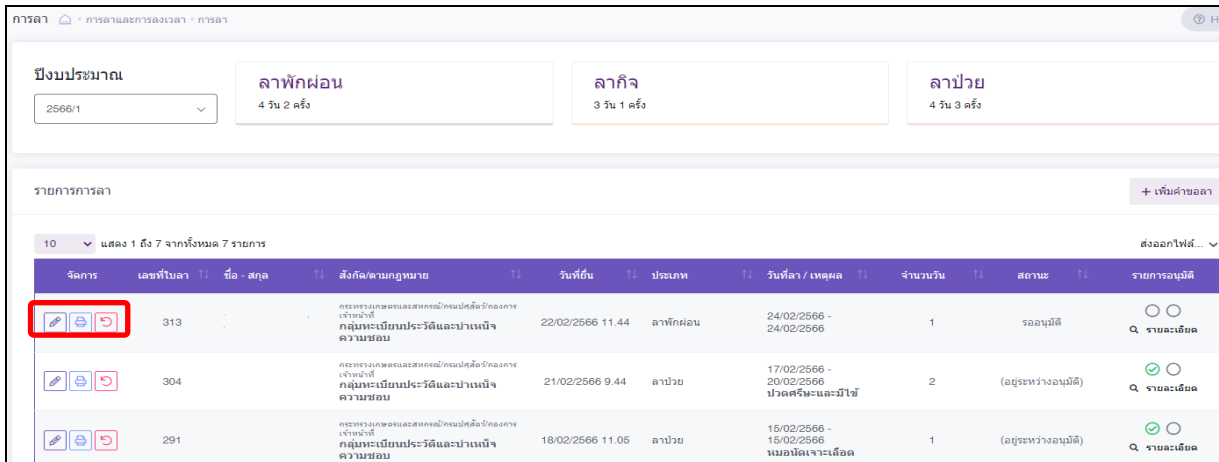 การลา การลาและการลงเวลา - การลา
H
ปีงบประมาณ
2566/1
ลาพักผ่อน
4 วัน 2 ครั้ง
ลากิจ
3 วัน 1 ครั้ง
ลาป่วย
4 วัน 3 ครั้ง
รายการการลา
+ เพิ่มคำขอลา
10 แสดง 1 ถึง 7 จากทั้งหมด 7 รายการ
ส่งออกไฟล์...
จัดการ เลขที่ใบลา ชื่อ - สกุล สังกัด/ตามกฎหมาย วันที่ยื่น ประเภท วันที่ลา / เหตุผล จำนวนวัน สถานะ รายการอนุมัติ
กระทรวงเกษตรและสหกรณ์/กรมปศุสัตว์/กองการ
เจ้าหน้าที่
กลุ่มทะเบียนประวัติและบำเหน็จ
ความชอบ
313
22/02/2566 11.44
ลาพักผ่อน
24/02/2566 -
24/02/2566
1
รออนุมัติ
รายละเอียด
กระทรวงเกษตรและสหกรณ์/กรมปศุสัตว์/กองการ
เจ้าหน้าที่
กลุ่มทะเบียนประวัติและบำเหน็จ
ความชอบ
304
21/02/2566 9.44
ลาป่วย
17/02/2566 -
20/02/2566
ปวดศรีษะและมีไข้
2
(อยู่ระหว่างอนุมัติ)
รายละเอียด
กระทรวงเกษตรและสหกรณ์/กรมปศุสัตว์/กองการ
เจ้าหน้าที่
กลุ่มทะเบียนประวัติและบำเหน็จ
ความชอบ
291
18/02/2566 11.05
ลาป่วย
15/02/2566 -
15/02/2566
หมอนัดเจาะเลือด
1
(อยู่ระหว่างอนุมัติ)
รายละเอียด